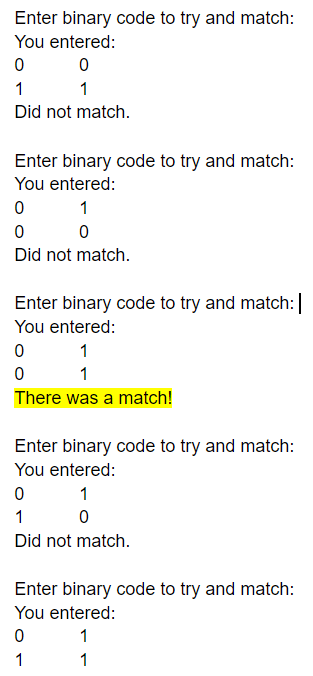 Enter binary code to try and match:
You entered:
0 0
1 1
Did not match.
Enter binary code to try and match:
You entered:
0 1
0 0
Did not match.
Enter binary code to try and match:
You entered:
0 1
0 1
There was a match!
Enter binary code to try and match:
You entered:
0 1
1 0
Did not match.
Enter binary code to try and match:
You entered:
0 1
1 1